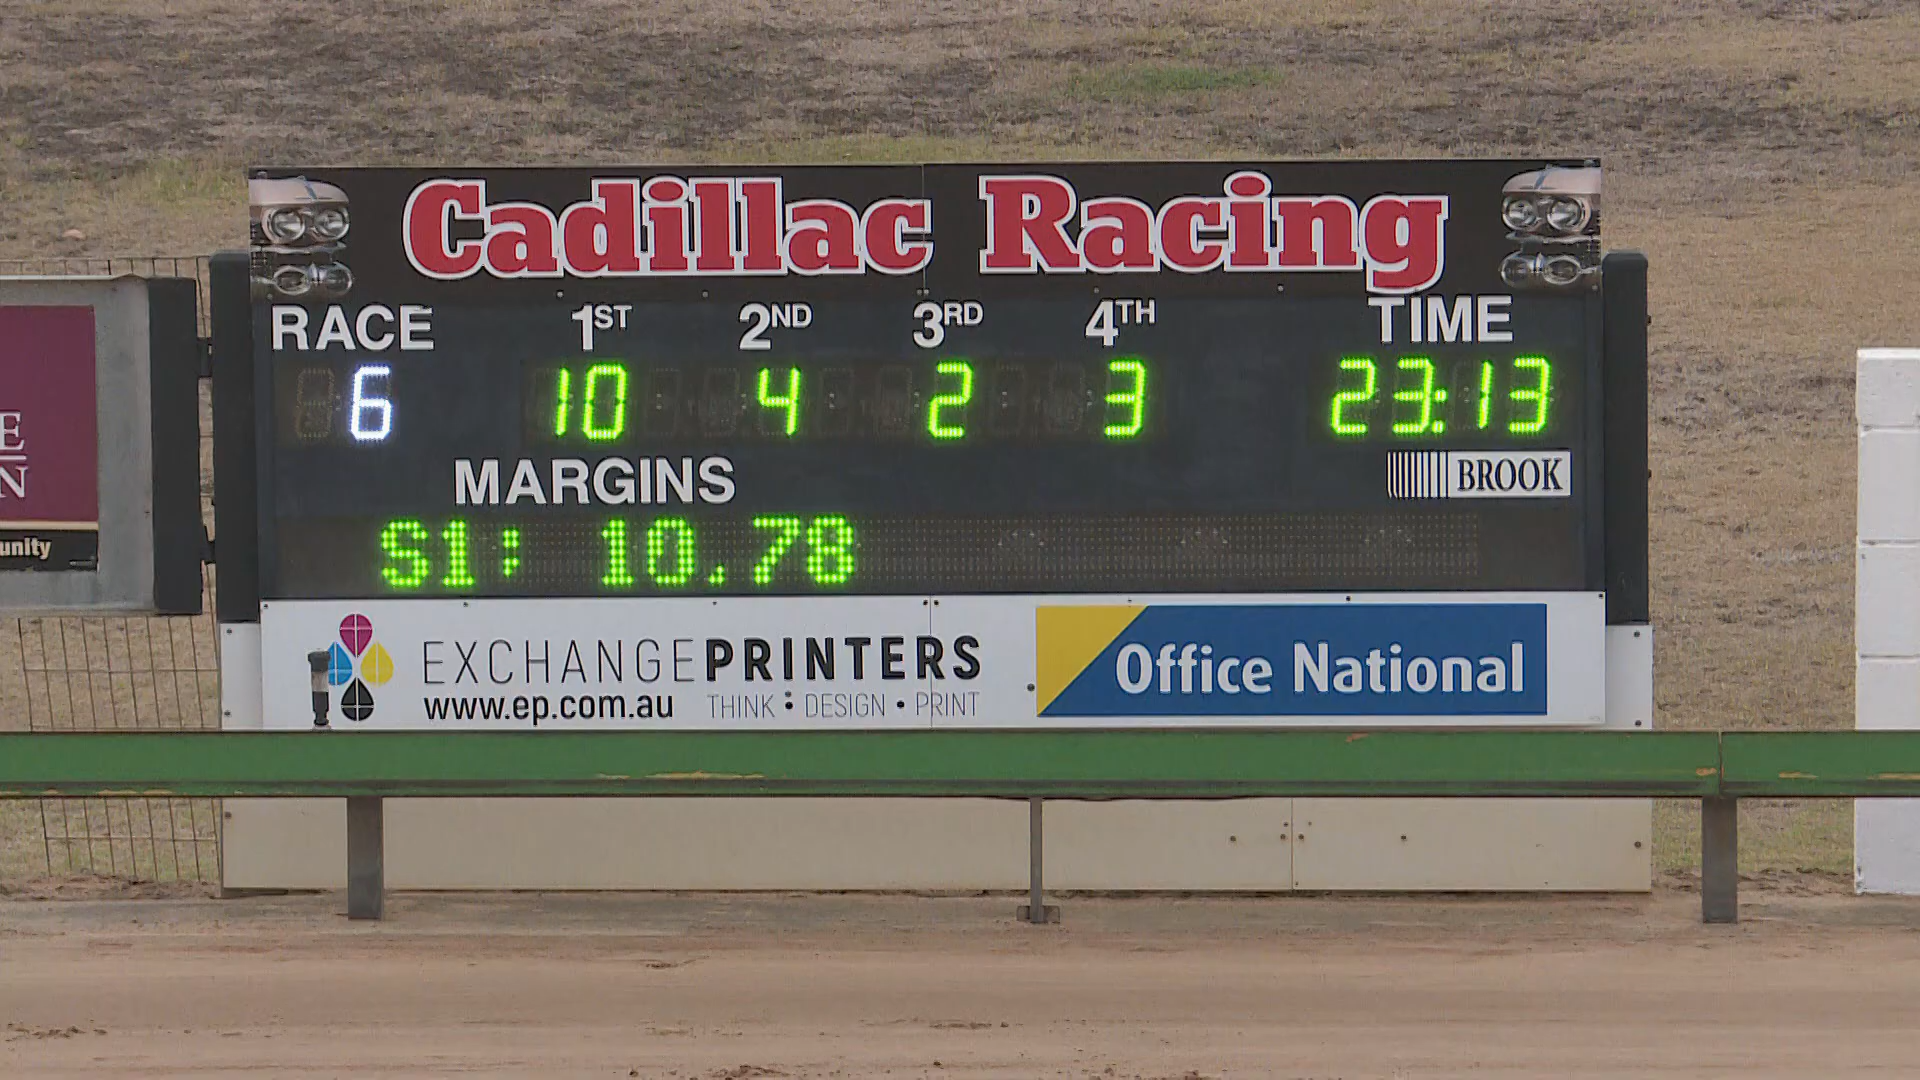 Cadillac Racing
RACE 1ST 2ND 3RD 4TH TIME
6 10 4 2 3 23:13
MARGINS
BROOK
S1: 10.78
E
N
unity
EXCHANGEPRINTERS
www.ep.com.au THINK • DESIGN • PRINT
Office National